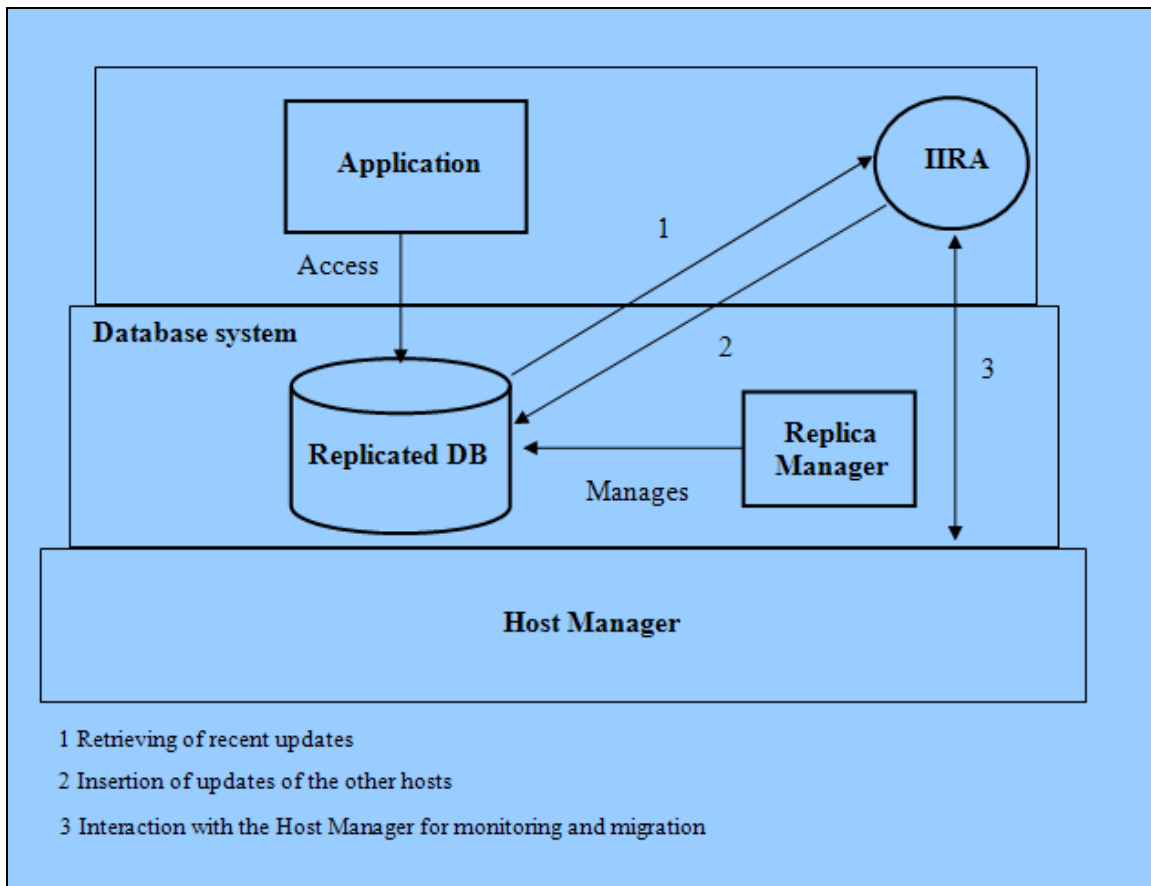 Application
IIRA
1
Access
Database system
2
3
Replicated DB
Replica
Manager
Manages
Host Manager
1 Retrieving of recent updates
2 Insertion of updates of the other hosts
3 Interaction with the Host Manager for monitoring and migration